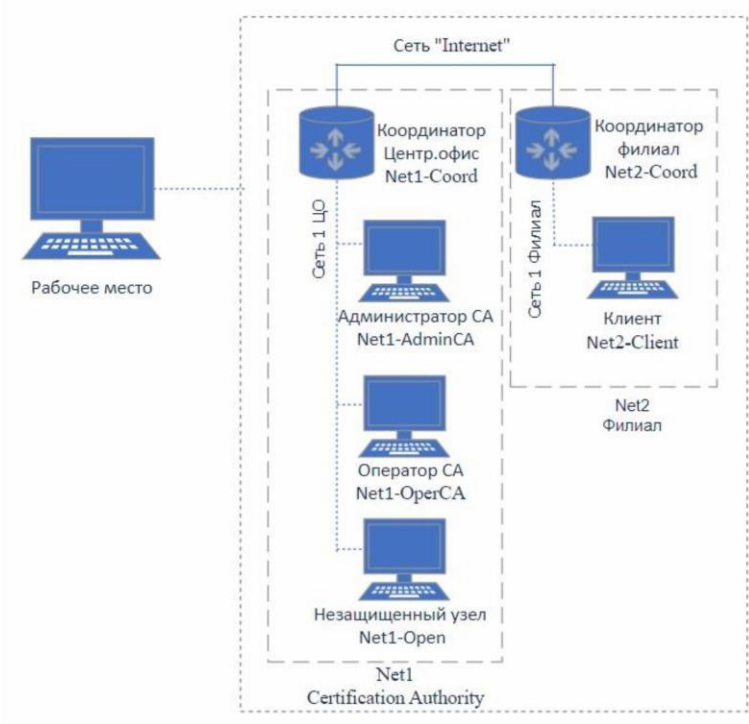 Сеть "Internet"
Координатор
Центр.офис
Net1-Coord
Координатор
филиал
Net2-Coord
Рабочее место
Сеть 1 ЦО
Сеть 1 Филиал
Администратор CA
Net1-AdminCA
Клиент
Net2-Client
Net2
Филиал
Оператор CA
Net1-OperCA
Незащищенный узел
Net1-Open
Net1
Certification Authority